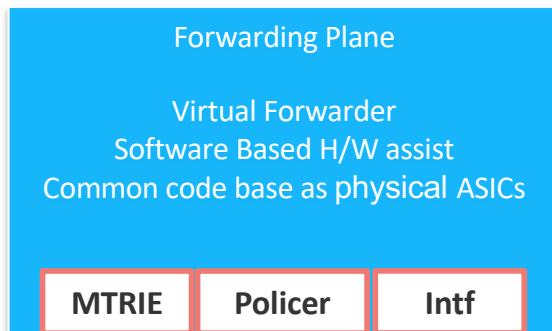 Forwarding Plane
Virtual Forwarder
Software Based H/W assist
Common code base as physical ASICs
MTRIE Policer Intf